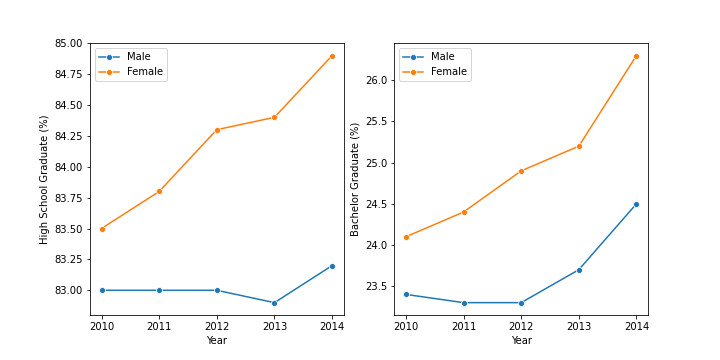 Male
Female
85.00
84.75
84.50
84.25
84.00
83.75
83.50
83.25
83.00
High School Graduate (%)
2010 2011 2012 2013 2014
Year
Male
Female
26.0
25.5
25.0
24.5
24.0
23.5
Bachelor Graduate (%)
2010 2011 2012 2013 2014
Year